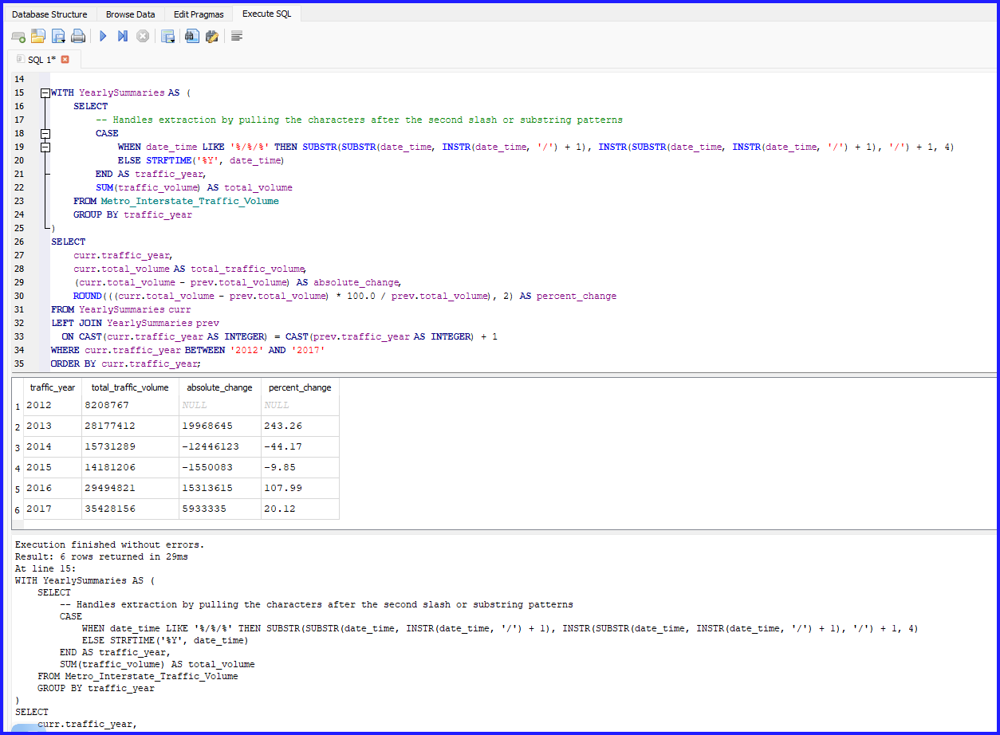 Database Structure Browse Data Edit Pragmas Execute SQL
SQL 1*
14
15 WITH YearlySummaries AS (
16 SELECT
17 -- Handles extraction by pulling the characters after the second slash or substring patterns
18 CASE
19 WHEN date_time LIKE '%/%/%' THEN SUBSTR(SUBSTR(date_time, INSTR(date_time, '/') + 1), INSTR(SUBSTR(date_time, INSTR(date_time, '/') + 1), '/') + 1, 4)
20 ELSE STRFTIME('%Y', date_time)
21 END AS traffic_year,
22 SUM(traffic_volume) AS total_volume
23 FROM Metro_Interstate_Traffic_Volume
24 GROUP BY traffic_year
25 )
26 SELECT
27 curr.traffic_year,
28 curr.total_volume AS total_traffic_volume,
29 (curr.total_volume - prev.total_volume) AS absolute_change,
30 ROUND(((curr.total_volume - prev.total_volume) * 100.0 / prev.total_volume), 2) AS percent_change
31 FROM YearlySummaries curr
32 LEFT JOIN YearlySummaries prev
33 ON CAST(curr.traffic_year AS INTEGER) = CAST(prev.traffic_year AS INTEGER) + 1
34 WHERE curr.traffic_year BETWEEN '2012' AND '2017'
35 ORDER BY curr.traffic_year;
traffic_year total_traffic_volume absolute_change percent_change
1 2012 8208767 NULL NULL
2 2013 28177412 19968645 243.26
3 2014 15731289 -12446123 -44.17
4 2015 14181206 -1550083 -9.85
5 2016 29494821 15313615 107.99
6 2017 35428156 5933335 20.12
Execution finished without errors.
Result: 6 rows returned in 29ms
At line 15:
WITH YearlySummaries AS (
SELECT
-- Handles extraction by pulling the characters after the second slash or substring patterns
CASE
WHEN date_time LIKE '%/%/%' THEN SUBSTR(SUBSTR(date_time, INSTR(date_time, '/') + 1), INSTR(SUBSTR(date_time, INSTR(date_time, '/') + 1), '/') + 1, 4)
ELSE STRFTIME('%Y', date_time)
END AS traffic_year,
SUM(traffic_volume) AS total_volume
FROM Metro_Interstate_Traffic_Volume
GROUP BY traffic_year
)
SELECT
curr.traffic_year,